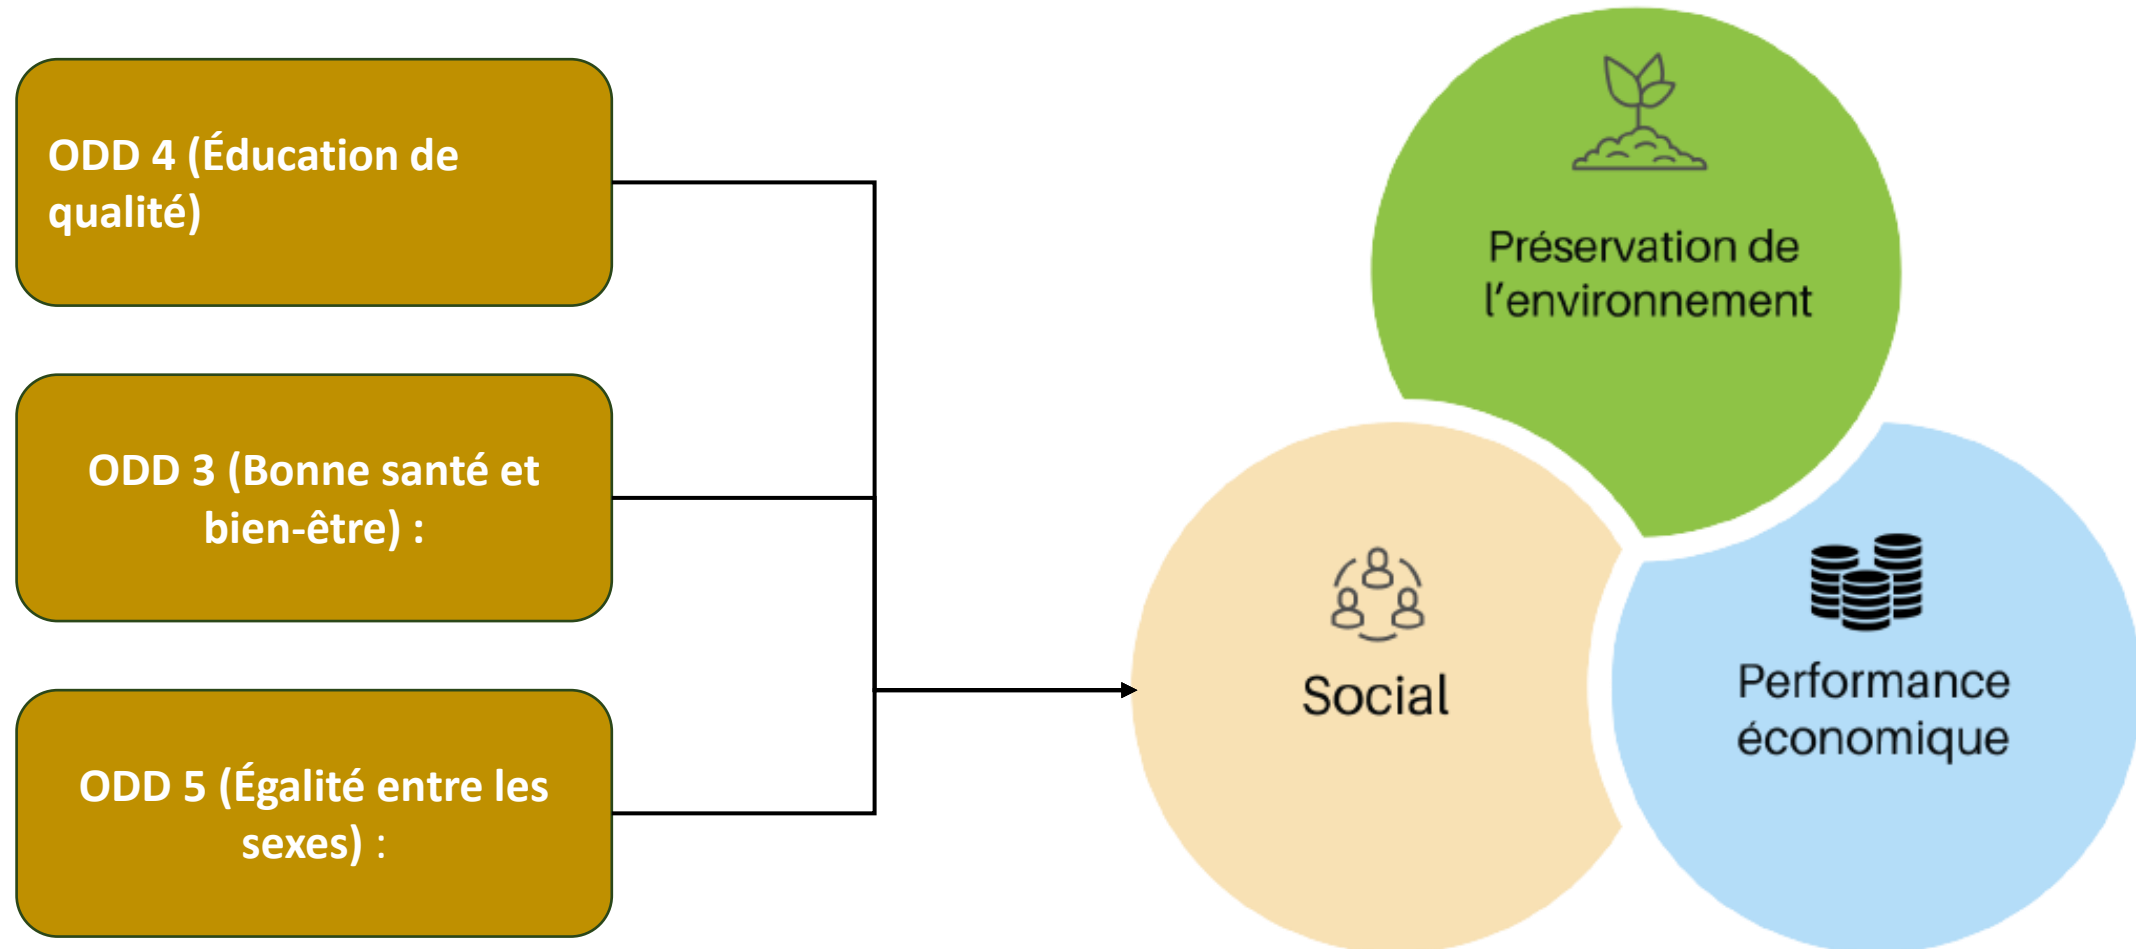 ODD 4 (Éducation de
qualité)
ODD 3 (Bonne santé et
bien-être) :
ODD 5 (Égalité entre les
sexes) :
Préservation de
l’environnement
Social
Performance
économique